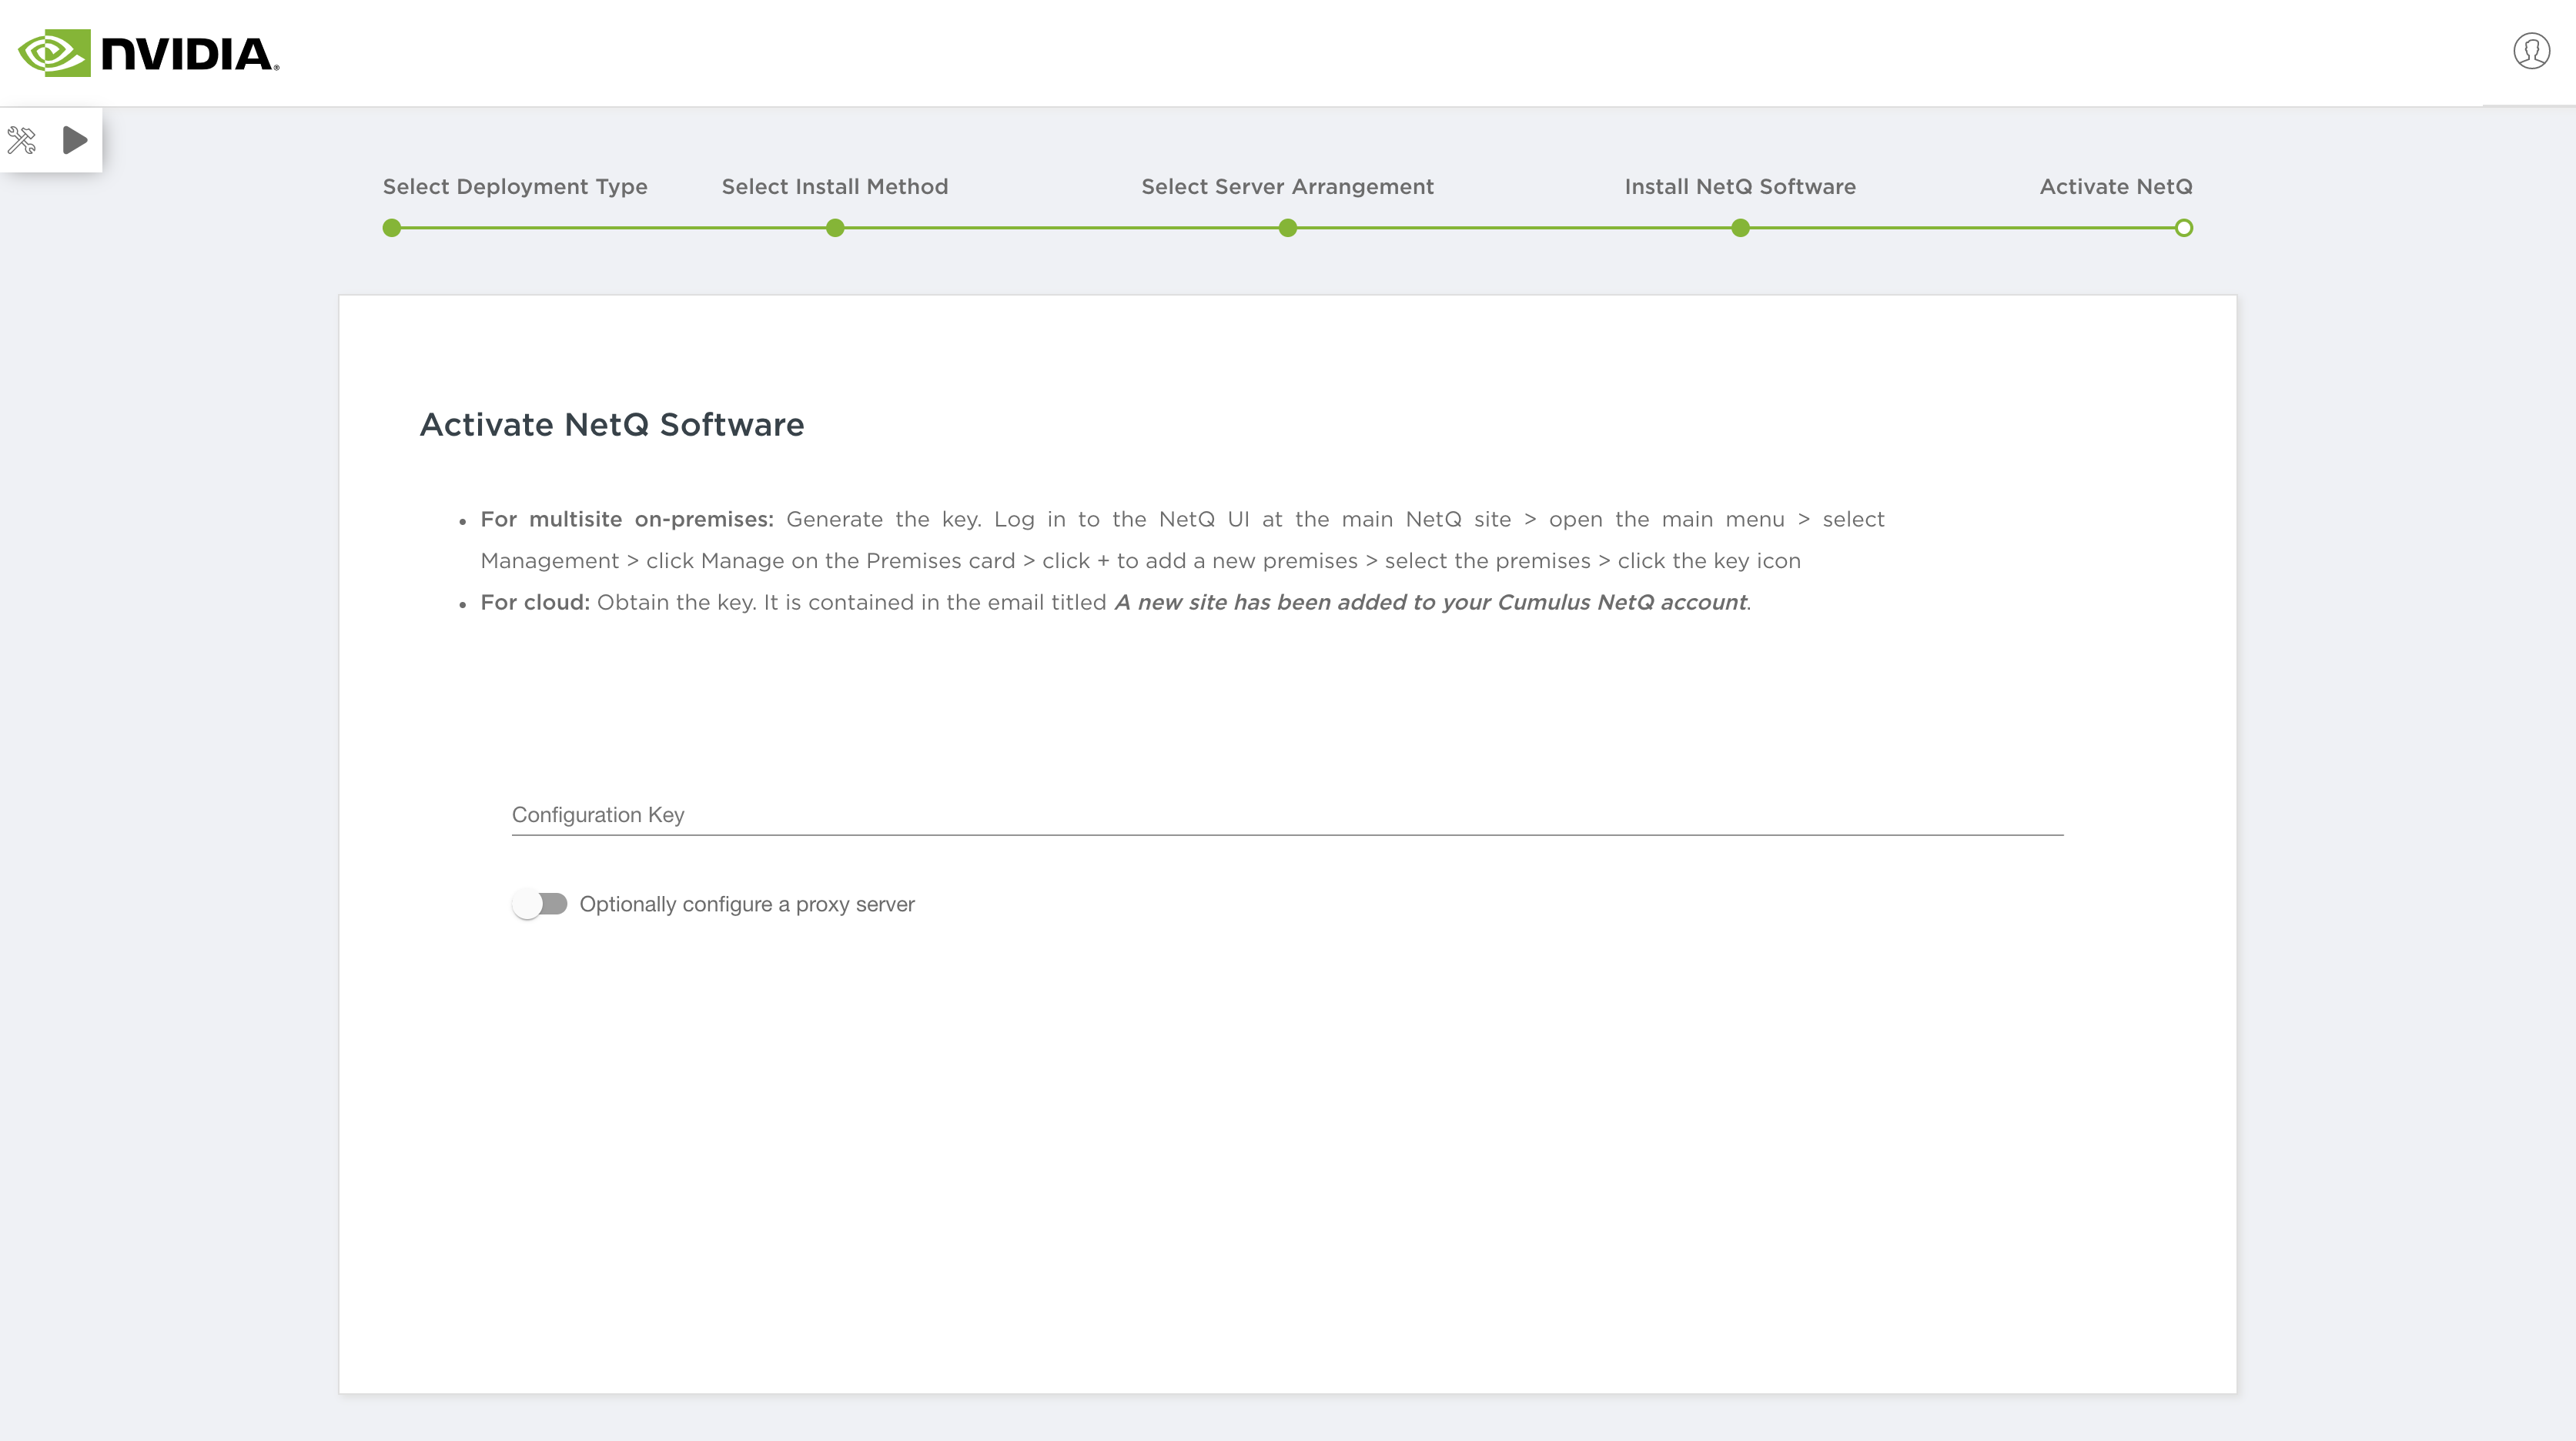 NVIDIA®
Select Deployment Type
Select Install Method
Select Server Arrangement
Install NetQ Software
Activate NetQ
Activate NetQ Software
• For multisite on-premises: Generate the key. Log in to the NetQ UI at the main NetQ site > open the main menu > select
Management > click Manage on the Premises card > click + to add a new premises > select the premises > click the key icon
• For cloud: Obtain the key. It is contained in the email titled A new site has been added to your Cumulus NetQ account.
Configuration Key
Optionally configure a proxy server